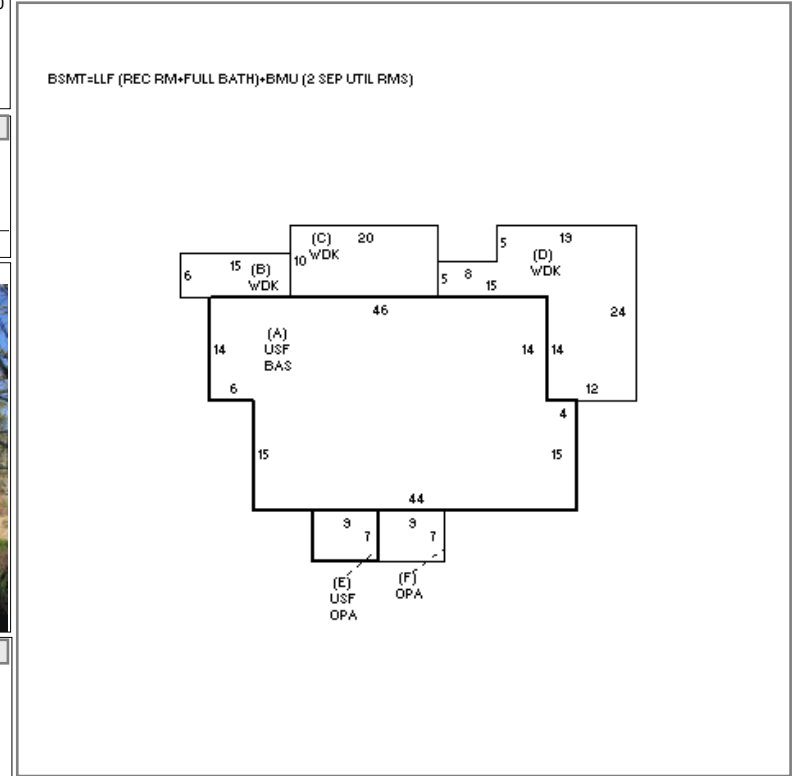 BSMT=LLF (REC RM+FULL BATH)+BMU (2 SEP UTIL RMS)
(C) 20
WDK
10
5 19
(D)
WDK
15 (B)
WDK
6
5 8
15
46
24
(A)
USF
BAS
14
14 14
6
12
4
15
15
44
9
7
9
7
(E)
USF
OPA
(F)
OPA